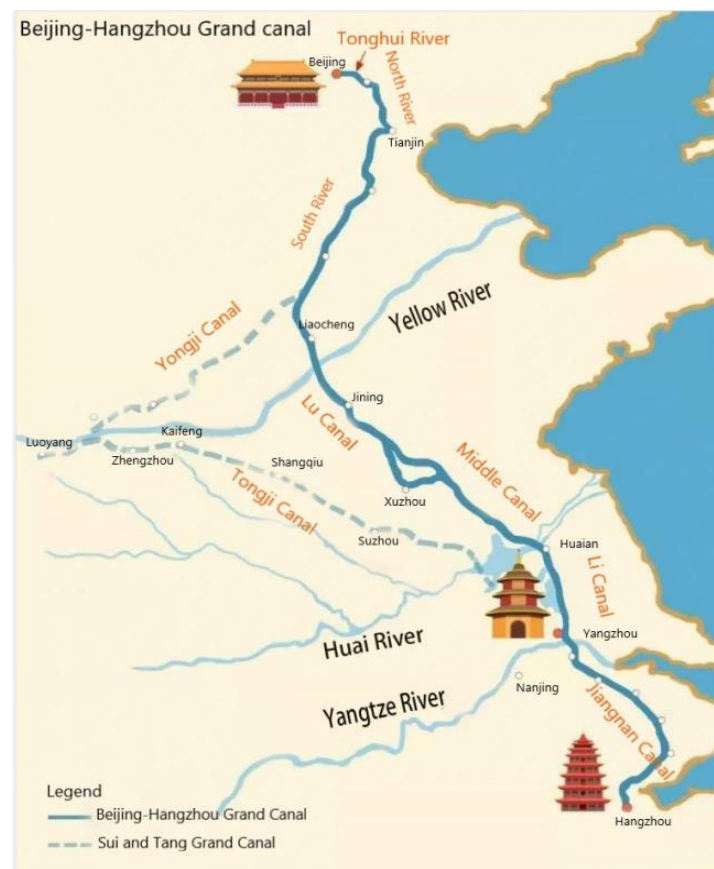 Beijing-Hangzhou Grand canal
Tonghui River
Beijing
North River
Tianjin
South River
Yellow River
Yongji Canal
Liaocheng
Jining
Lu Canal
Kaifeng
Luoyang
Zhengzhou
Shangqiu
Middle Canal
Xuzhou
Tongji Canal
Suzhou
Huaian
Li Canal
Huai River
Yangzhou
Nanjing
Yangtze River
Jiangnan Canal
Hangzhou
Legend
Beijing-Hangzhou Grand Canal
Sui and Tang Grand Canal